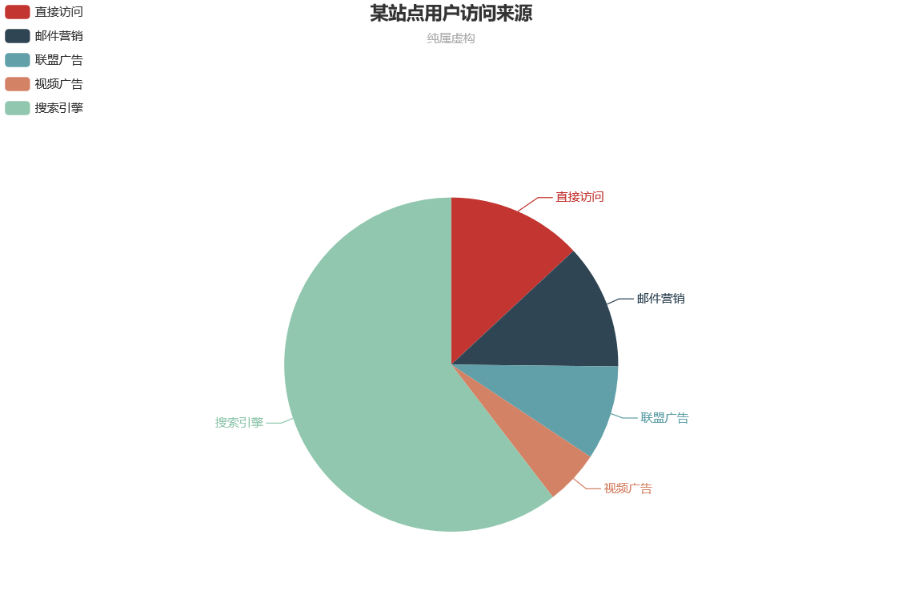 某站点用户访问来源
纯属虚构
直接访问
邮件营销
联盟广告
视频广告
搜索引擎
直接访问
邮件营销
联盟广告
视频广告
搜索引擎